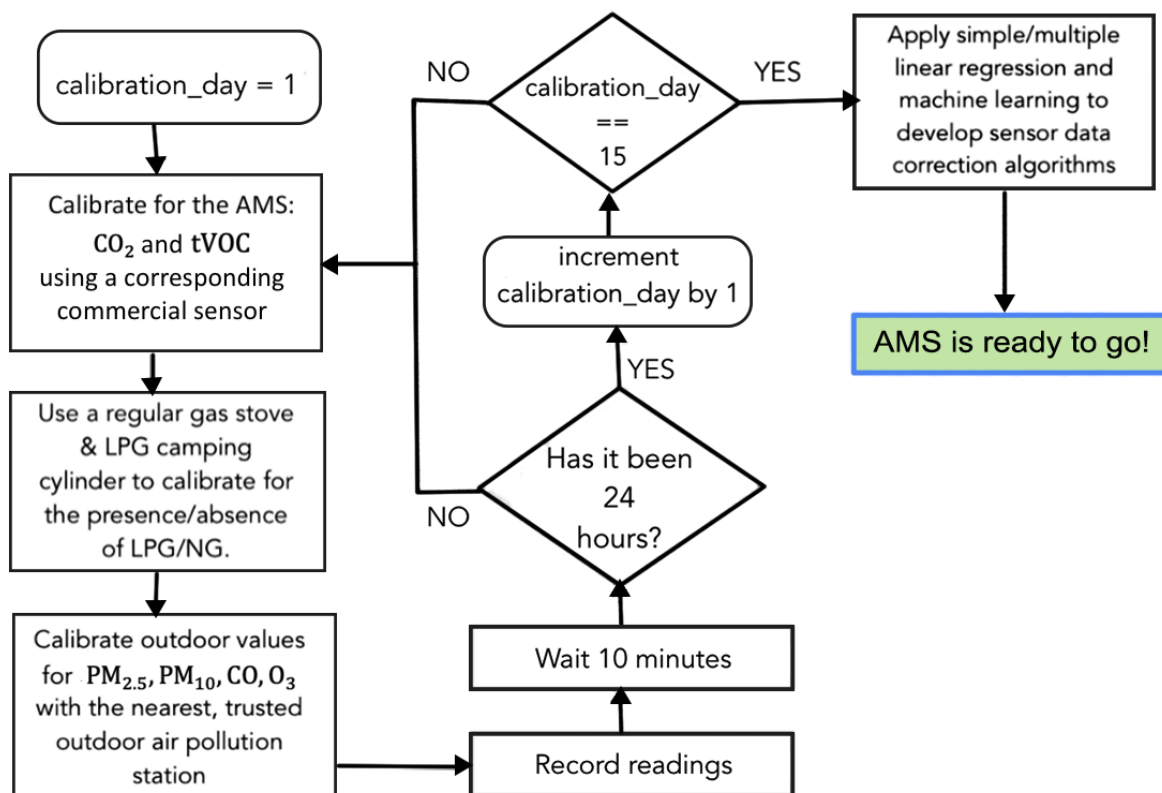 calibration_day = 1
Calibrate for the AMS:
CO₂ and tVOC
using a corresponding
commercial sensor
Use a regular gas stove
& LPG camping
cylinder to calibrate for
the presence/absence
of LPG/NG.
Calibrate outdoor values
for PM₂.₅, PM₁₀, CO, O₃
with the nearest, trusted
outdoor air pollution
station
Record readings
Wait 10 minutes
Has it been
24
hours?
NO
YES
increment
calibration_day by 1
calibration_day
==
15
NO
YES
Apply simple/multiple
linear regression and
machine learning to
develop sensor data
correction algorithms
AMS is ready to go!